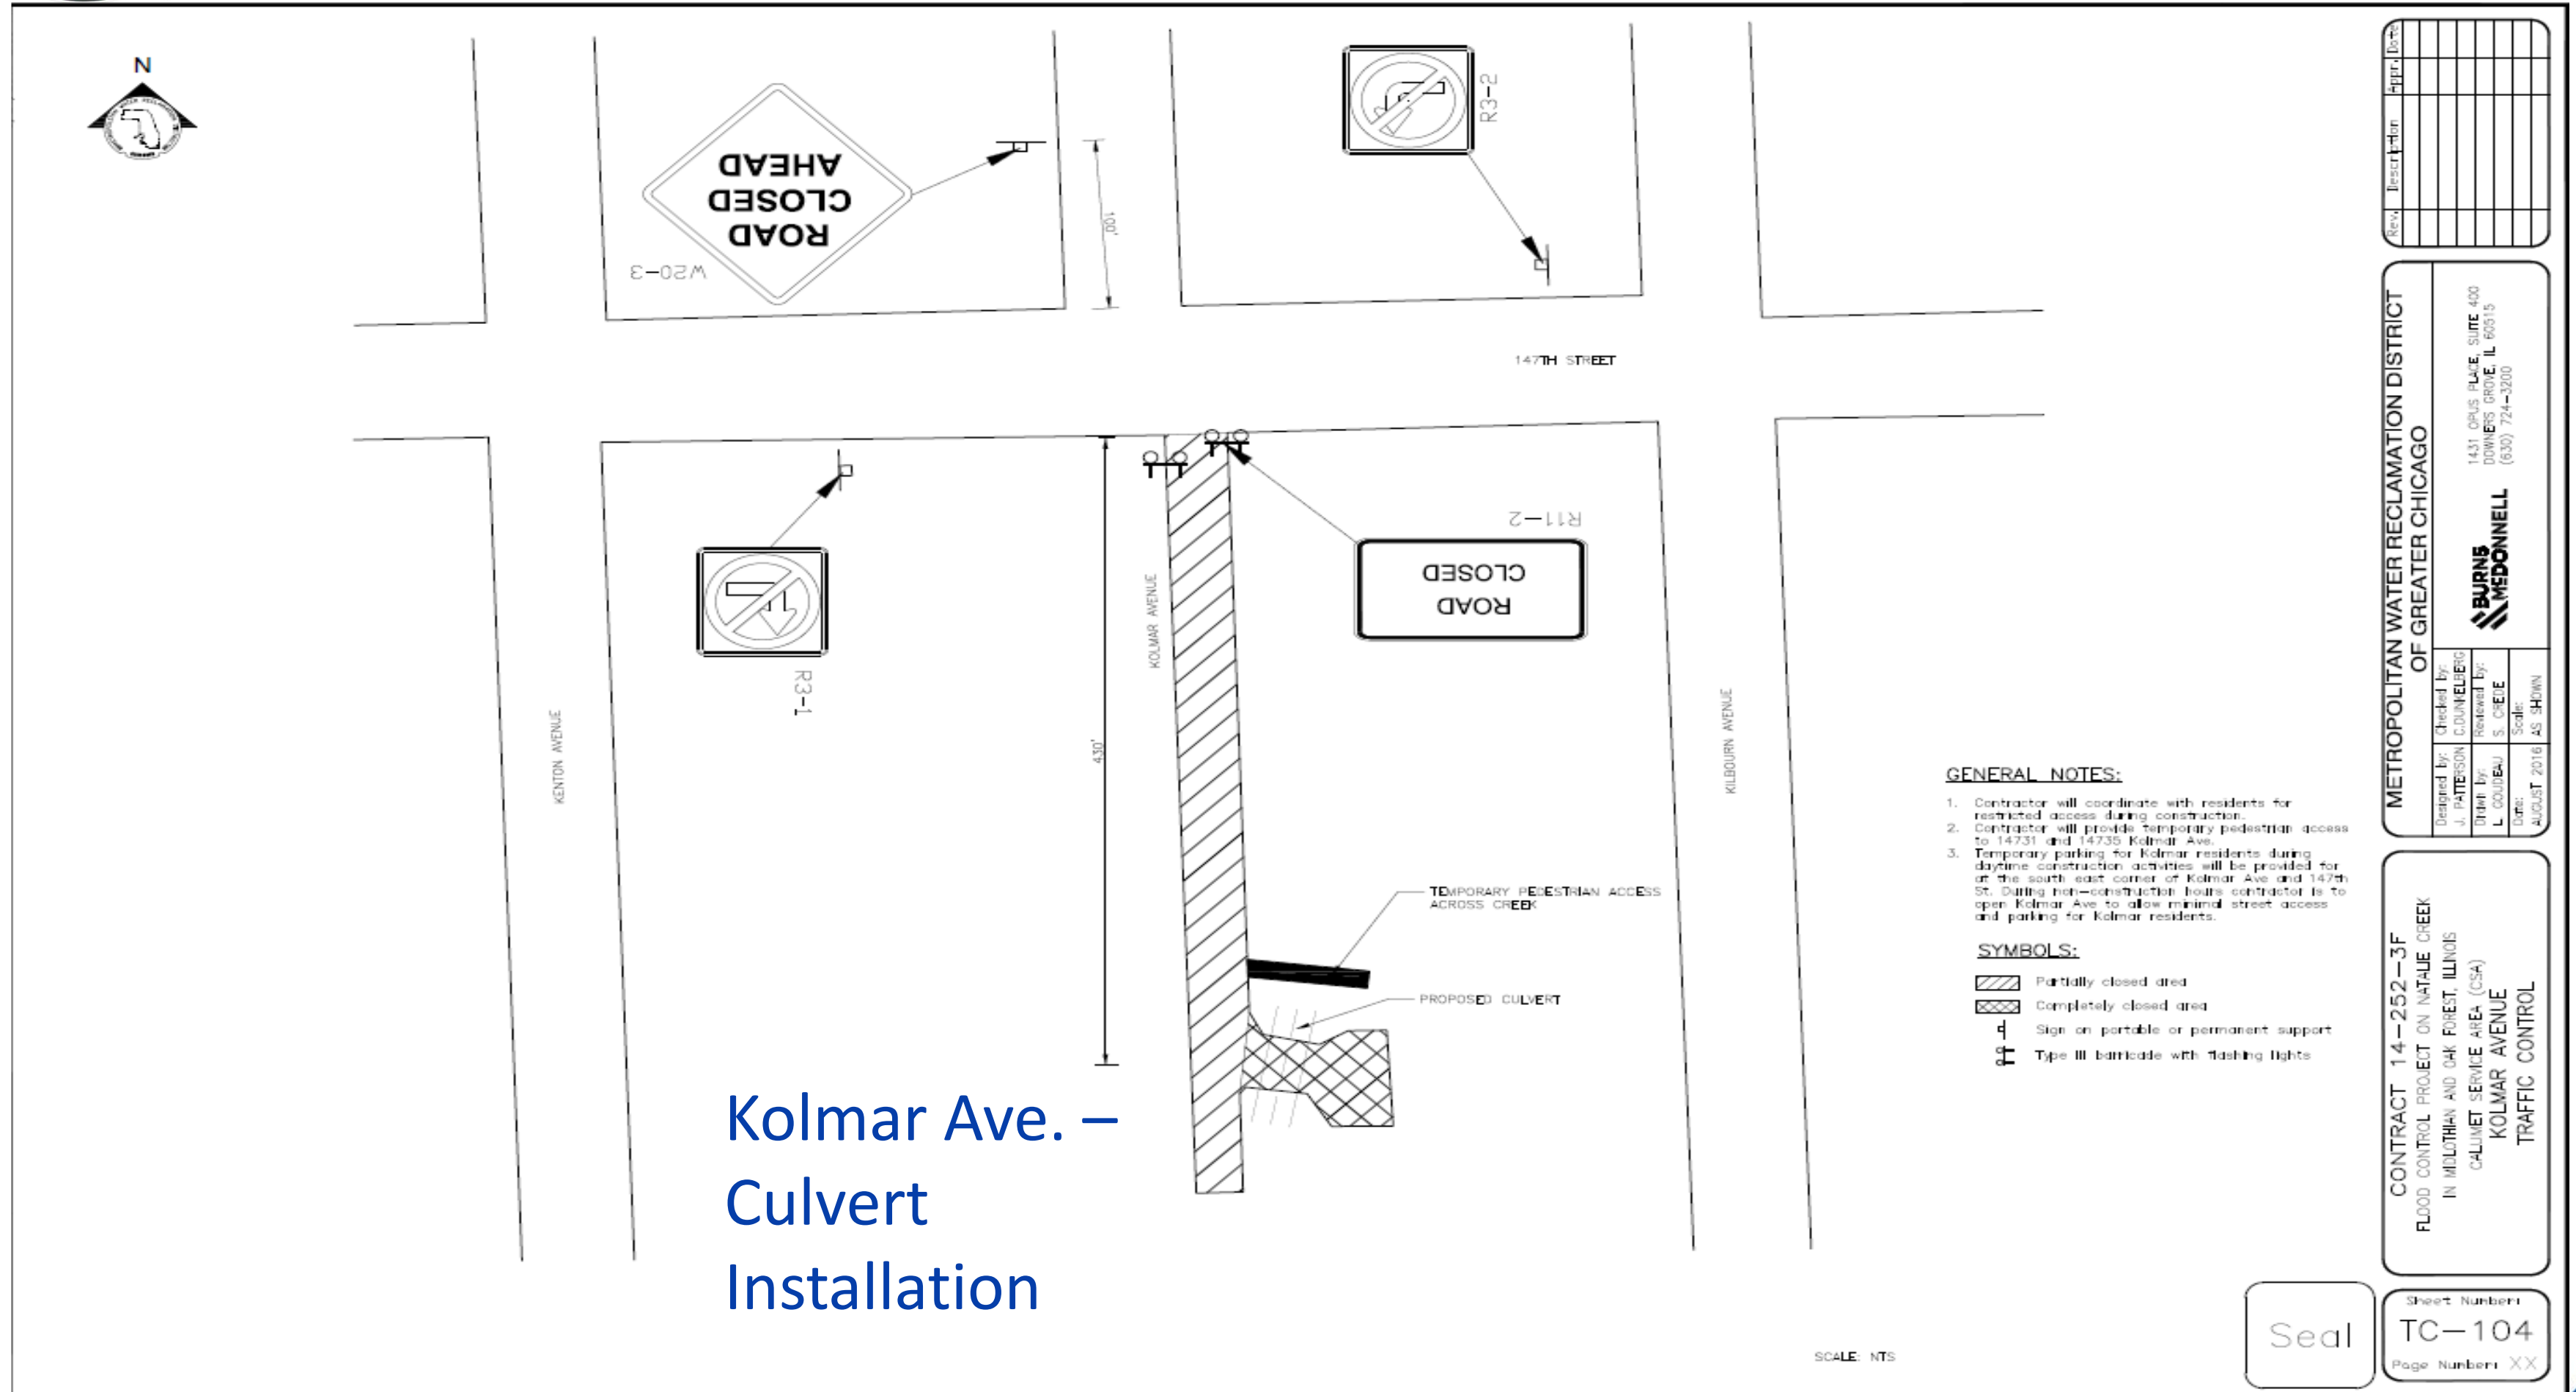 N
ROAD
CLOSED
AHEAD
W20-3
100'
R3-2
147TH STREET
R3-1
R11-2
ROAD
CLOSED
KOLMAR AVENUE
430'
KENTON AVENUE
KILBOURN AVENUE
TEMPORARY PEDESTRIAN ACCESS
ACROSS CREEK
PROPOSED CULVERT
Kolmar Ave. –
Culvert
Installation
GENERAL NOTES:
1. Contractor will coordinate with residents for
restricted access during construction.
2. Contractor will provide temporary pedestrian access
to 14731 and 14735 Kolmar Ave.
3. Temporary parking for Kolmar residents during
daytime construction activities will be provided for
at the south east corner of Kolmar Ave and 147th
St. During non-construction hours contractor is to
open Kolmar Ave to allow minimal street access
and parking for Kolmar residents.
SYMBOLS:
Partially closed area
Completely closed area
Sign on portable or permanent support
Type III barricade with flashing lights
SCALE: NTS
Rev. Description Appr. Date
METROPOLITAN WATER RECLAMATION DISTRICT
OF GREATER CHICAGO
1431 OPUS PLACE, SUITE 400
DOWNERS GROVE, IL 60515
(630) 724-3200
BURNS
McDONNELL
Designed by: Checked by:
J. PATTERSON C.DUNKELBERG
Drawn by: Reviewed by:
L. GOUDEAU S. CREDE
Date: Scale:
AUGUST 2016 AS SHOWN
CONTRACT 14-252-3F
FLOOD CONTROL PROJECT ON NATALIE CREEK
IN MIDLOTHIAN AND OAK FOREST, ILLINOIS
CALUMET SERVICE AREA (CSA)
KOLMAR AVENUE
TRAFFIC CONTROL
Seal
Sheet Number:
TC-104
Page Number: XX